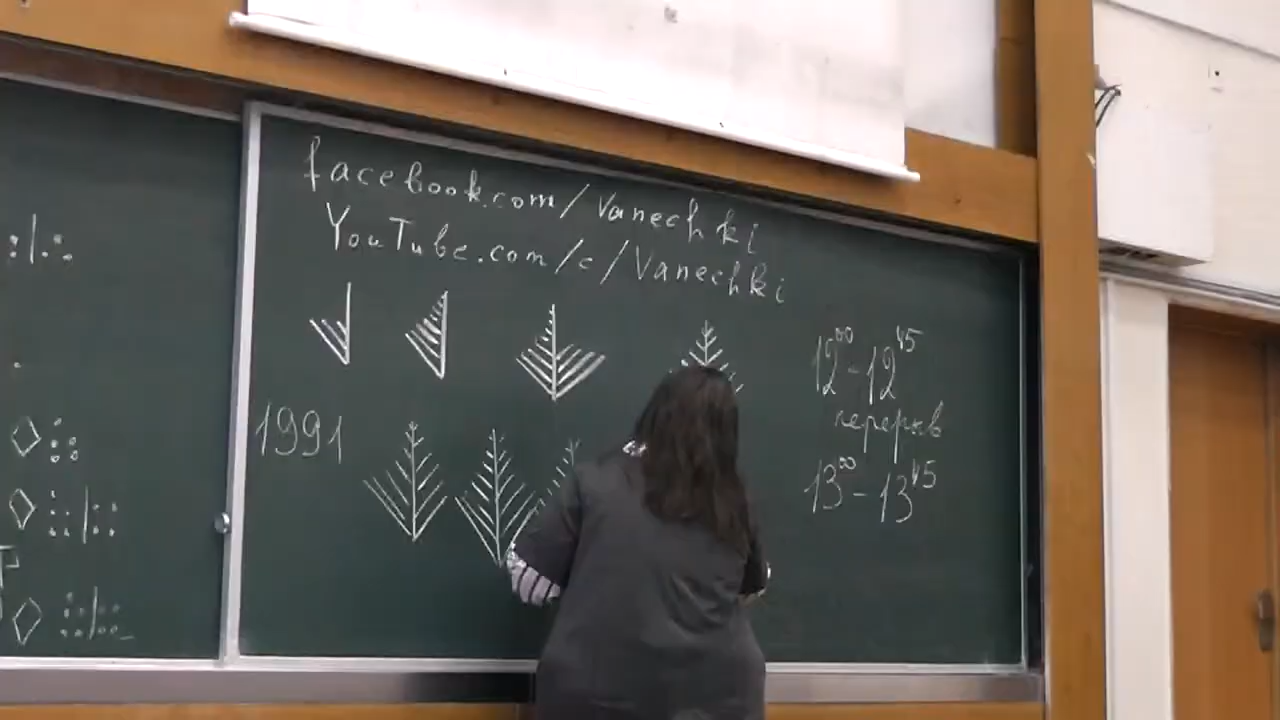 facebook.com/Vanechki
YouTube.com/c/Vanechki
1991
12⁰⁰-12⁴⁵
перерыв
13⁰⁰-13⁴⁵